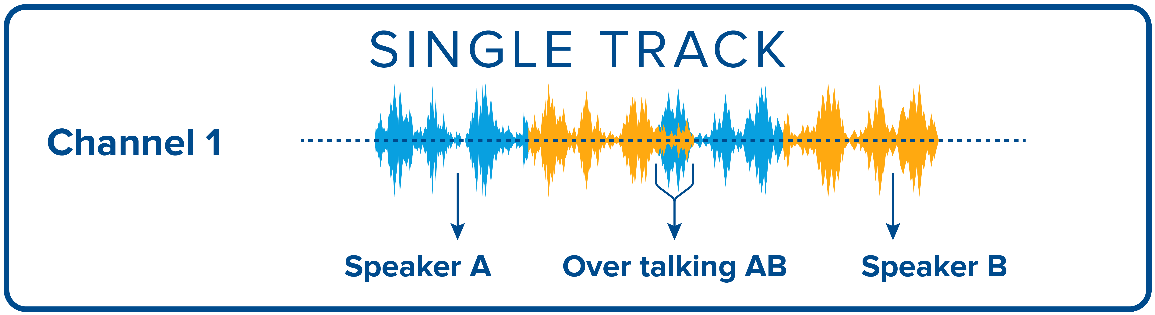 SINGLE TRACK
Channel 1
Speaker A
Over talking AB
Speaker B